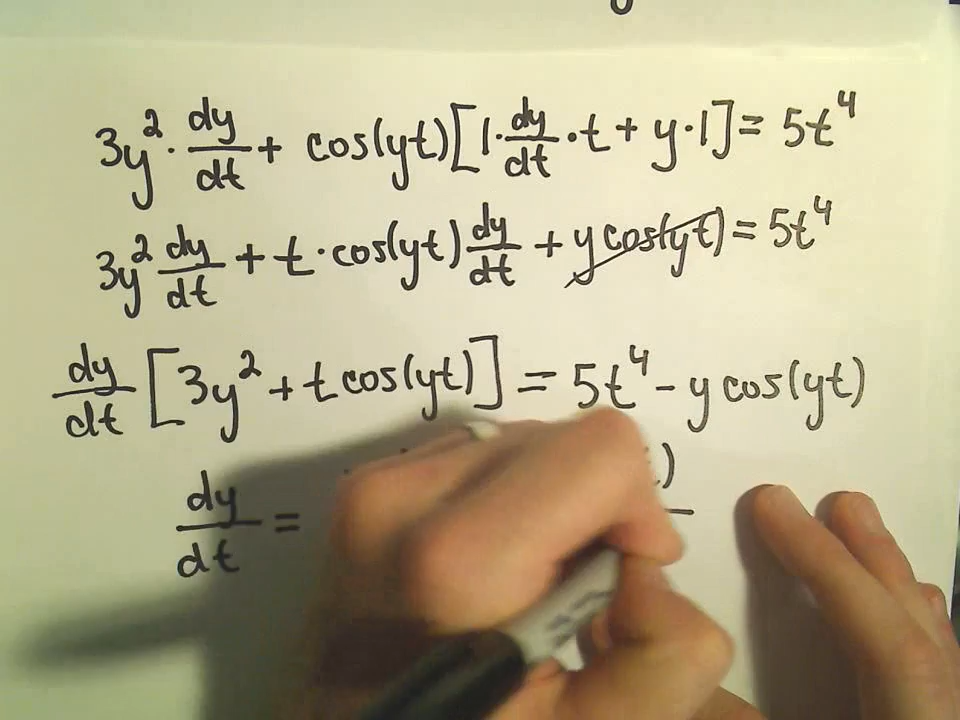 3y² · dy/dt + cos(yt)[1 · dy/dt · t + y · 1] = 5t⁴
3y² dy/dt + t · cos(yt) dy/dt + y cos(yt) = 5t⁴
dy/dt [3y² + t cos(yt)] = 5t⁴ - y cos(yt)
dy/dt = )